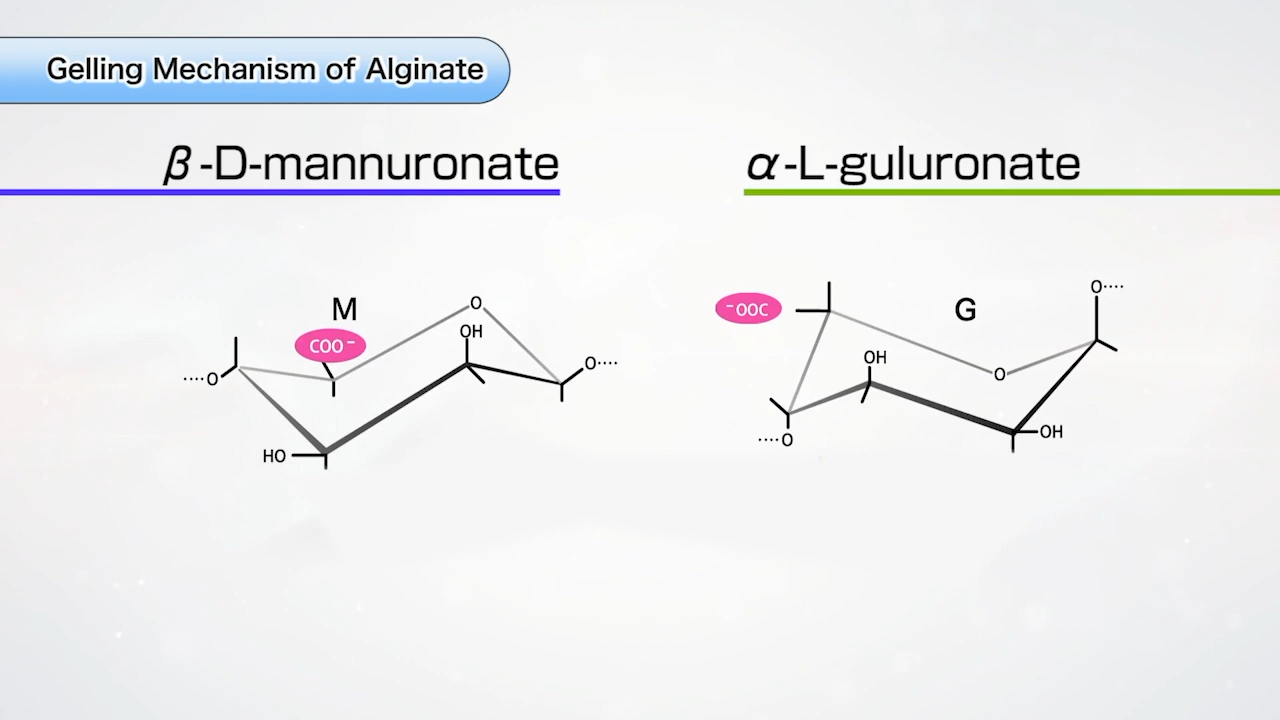 Gelling Mechanism of Alginate
β-D-mannuronate
α-L-guluronate
M
COO⁻
O
OH
····O
O····
HO
G
⁻OOC
O····
OH
O
OH
····O